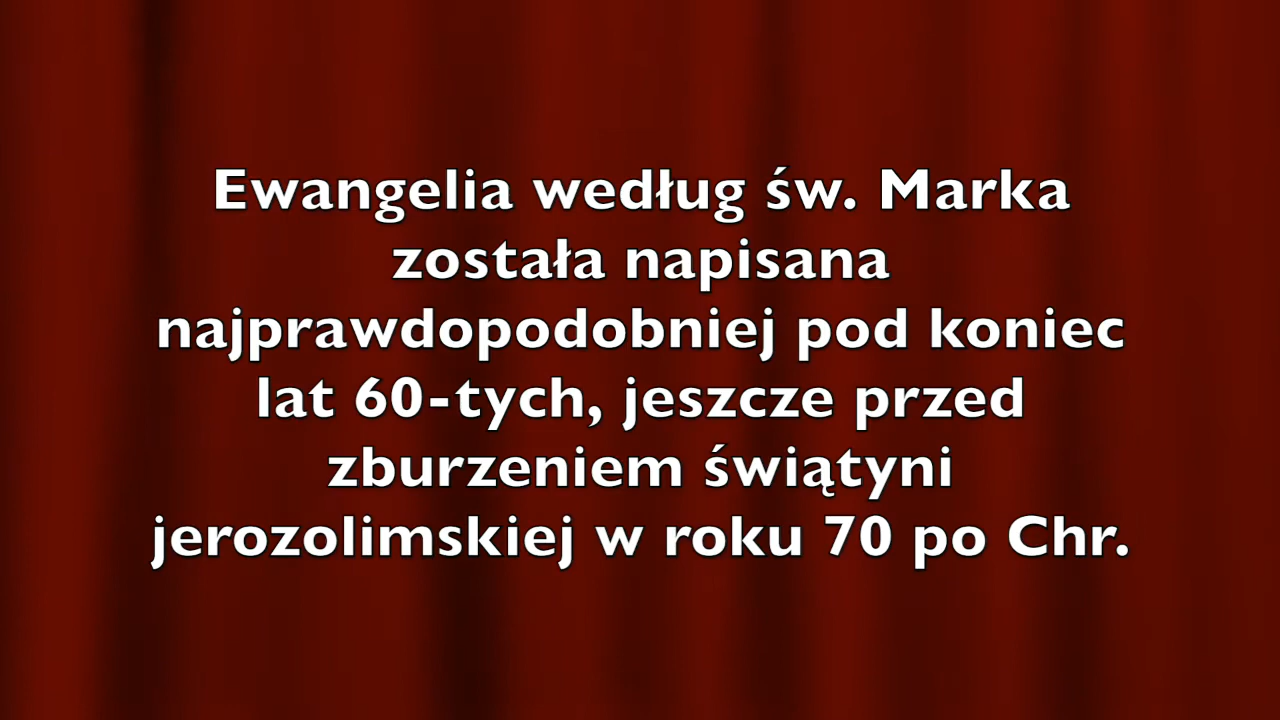 Ewangelia według św. Marka
została napisana
najprawdopodobniej pod koniec
lat 60-tych, jeszcze przed
zburzeniem świątyni
jerozolimskiej w roku 70 po Chr.